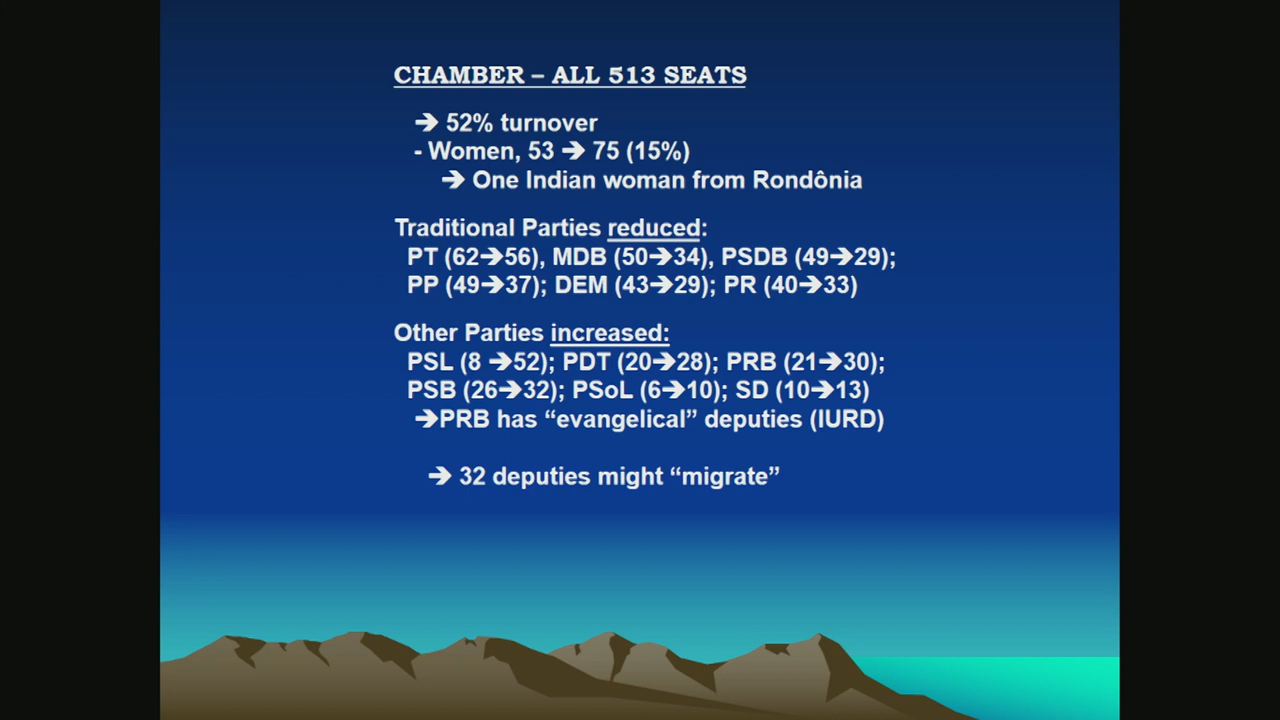 CHAMBER – ALL 513 SEATS
➔ 52% turnover
- Women, 53 ➔ 75 (15%)
➔ One Indian woman from Rondônia
Traditional Parties reduced:
PT (62➔56), MDB (50➔34), PSDB (49➔29);
PP (49➔37); DEM (43➔29); PR (40➔33)
Other Parties increased:
PSL (8 ➔52); PDT (20➔28); PRB (21➔30);
PSB (26➔32); PSoL (6➔10); SD (10➔13)
➔PRB has “evangelical” deputies (IURD)
➔ 32 deputies might “migrate”